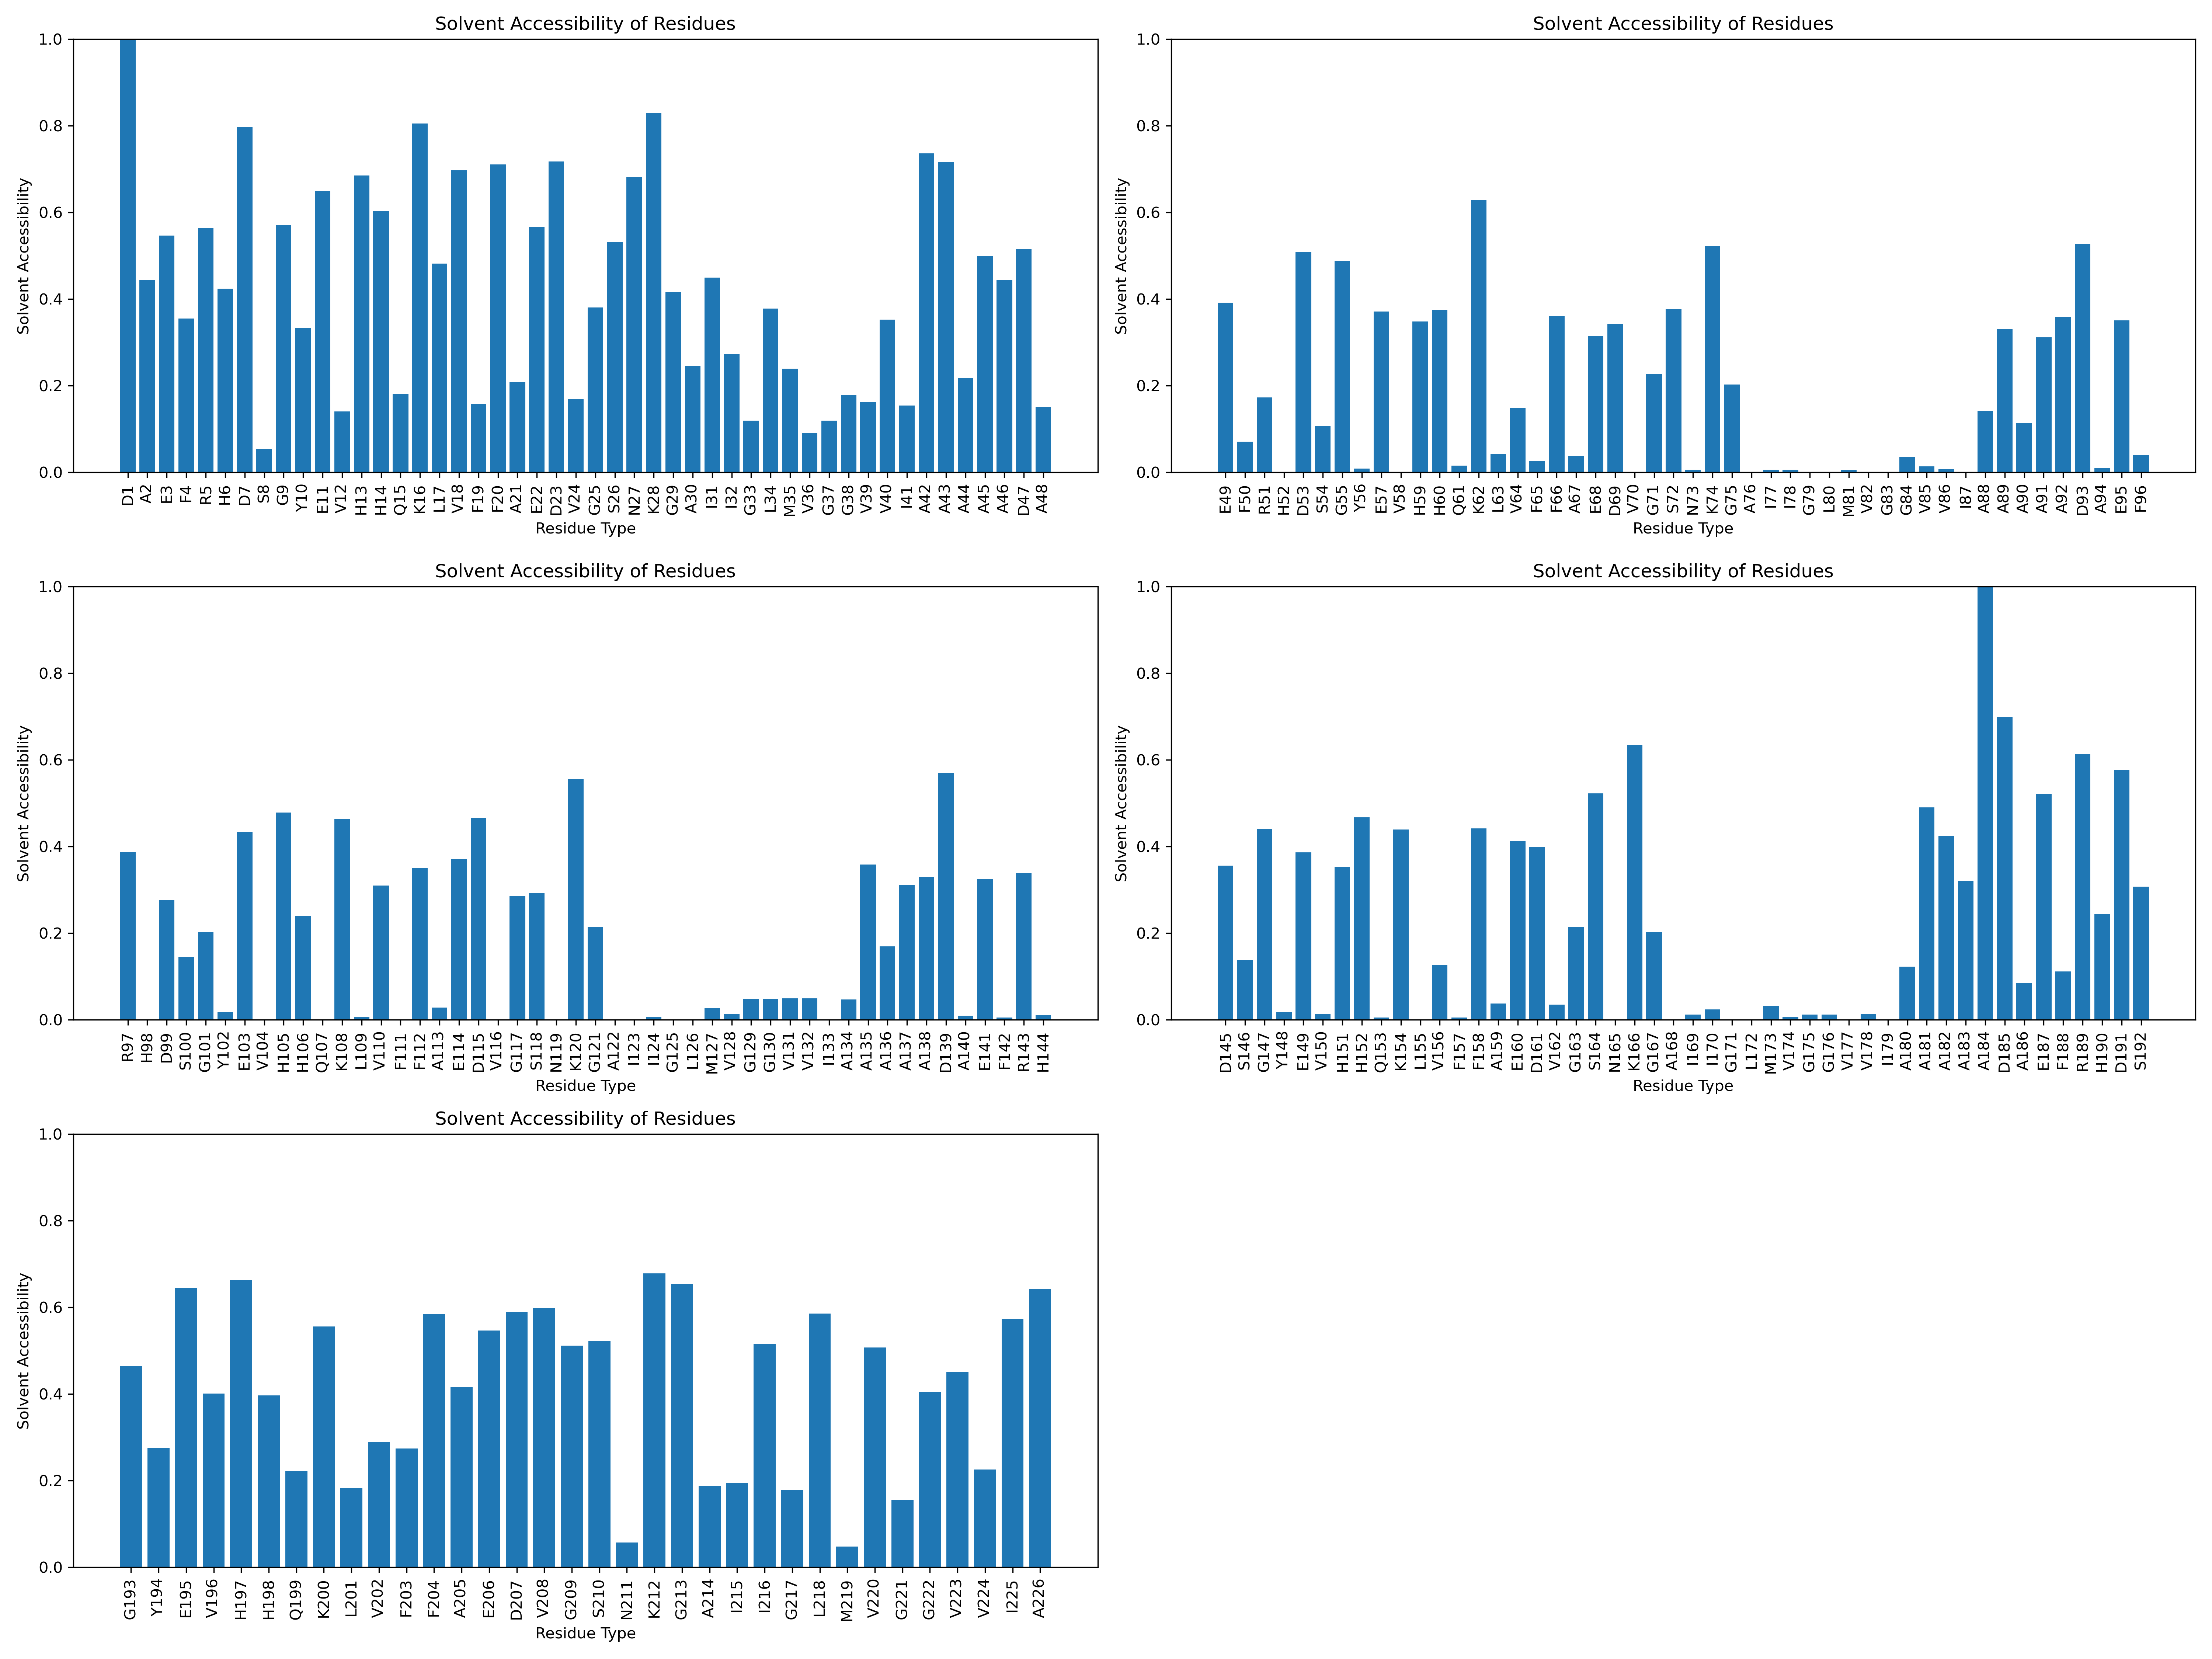 Solvent Accessibility of Residues
Solvent Accessibility
1.0
0.8
0.6
0.4
0.2
0.0
D1 A2 E3 F4 R5 H6 D7 S8 G9 Y10 E11 V12 H13 H14 Q15 K16 L17 V18 F19 F20 A21 E22 D23 V24 G25 S26 N27 K28 G29 A30 I31 I32 G33 L34 M35 V36 G37 G38 V39 V40 I41 A42 A43 A44 A45 A46 D47 A48
Residue Type
Solvent Accessibility of Residues
Solvent Accessibility
1.0
0.8
0.6
0.4
0.2
0.0
E49 F50 R51 H52 D53 S54 G55 Y56 E57 V58 H59 H60 Q61 K62 L63 V64 F65 F66 A67 E68 D69 V70 G71 S72 N73 K74 G75 A76 I77 I78 G79 L80 M81 V82 G83 G84 V85 V86 I87 A88 A89 A90 A91 A92 D93 A94 E95 F96
Residue Type
Solvent Accessibility of Residues
Solvent Accessibility
1.0
0.8
0.6
0.4
0.2
0.0
R97 H98 D99 S100 G101 Y102 E103 V104 H105 H106 Q107 K108 L109 V110 F111 F112 A113 E114 D115 V116 G117 S118 N119 K120 G121 A122 I123 I124 G125 L126 M127 V128 G129 G130 V131 V132 I133 A134 A135 A136 A137 A138 D139 A140 E141 F142 R143 H144
Residue Type
Solvent Accessibility of Residues
Solvent Accessibility
1.0
0.8
0.6
0.4
0.2
0.0
D145 S146 G147 Y148 E149 V150 H151 H152 Q153 K154 L155 V156 F157 F158 A159 E160 D161 V162 G163 S164 N165 K166 G167 A168 I169 I170 G171 L172 M173 V174 G175 G176 V177 V178 I179 A180 A181 A182 A183 A184 D185 A186 E187 F188 R189 H190 D191 S192
Residue Type
Solvent Accessibility of Residues
Solvent Accessibility
1.0
0.8
0.6
0.4
0.2
0.0
G193 Y194 E195 V196 H197 H198 Q199 K200 L201 V202 F203 F204 A205 E206 D207 V208 G209 S210 N211 K212 G213 A214 I215 I216 G217 L218 M219 V220 G221 G222 V223 V224 I225 A226
Residue Type